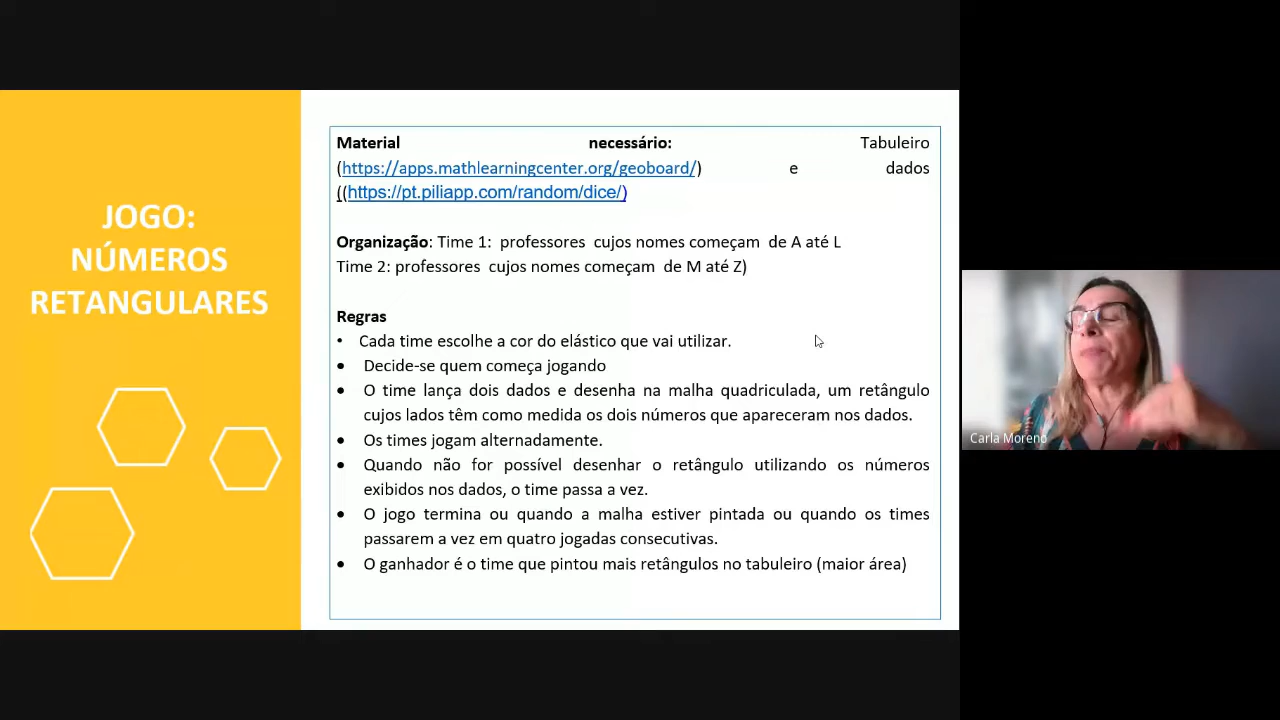 JOGO:
NÚMEROS
RETANGULARES
Material necessário: Tabuleiro
(https://apps.mathlearningcenter.org/geoboard/) e dados
((https://pt.piliapp.com/random/dice/)
Organização: Time 1: professores cujos nomes começam de A até L
Time 2: professores cujos nomes começam de M até Z)
Regras
• Cada time escolhe a cor do elástico que vai utilizar.
• Decide-se quem começa jogando
• O time lança dois dados e desenha na malha quadriculada, um retângulo
cujos lados têm como medida os dois números que apareceram nos dados.
• Os times jogam alternadamente.
• Quando não for possível desenhar o retângulo utilizando os números
exibidos nos dados, o time passa a vez.
• O jogo termina ou quando a malha estiver pintada ou quando os times
passarem a vez em quatro jogadas consecutivas.
• O ganhador é o time que pintou mais retângulos no tabuleiro (maior área)
Carla Moreno